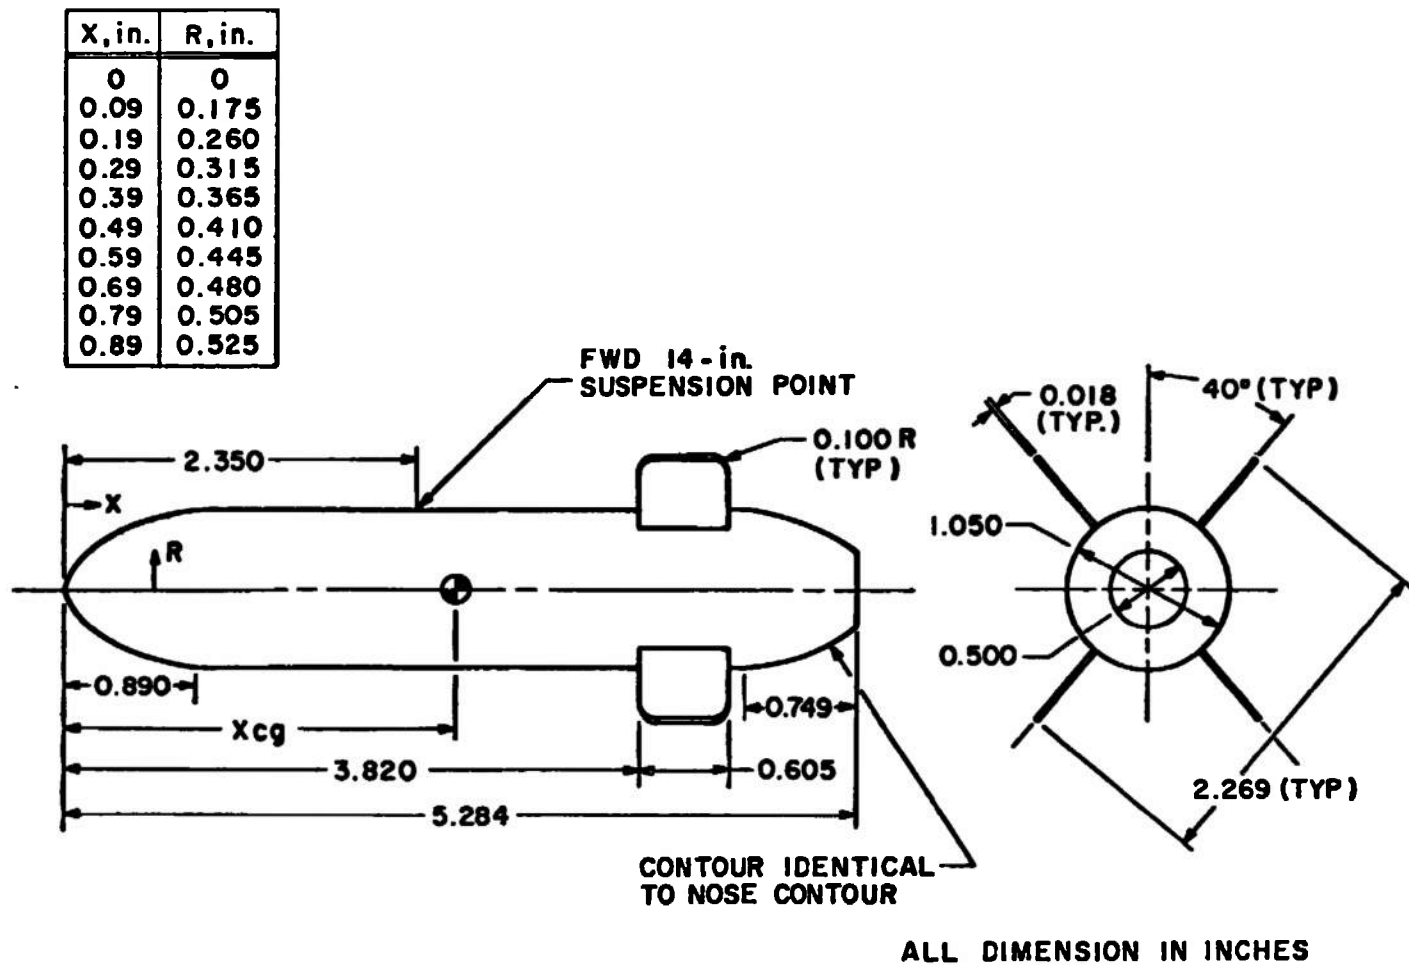 X, in. R, in.
0 0
0.09 0.175
0.19 0.260
0.29 0.315
0.39 0.365
0.49 0.410
0.59 0.445
0.69 0.480
0.79 0.505
0.89 0.525
FWD 14-in.
SUSPENSION POINT
0.018
(TYP.)
40° (TYP)
2.350
0.100 R
(TYP)
X
R
1.050
0.500
0.890
0.749
Xcg
3.820
0.605
2.269 (TYP)
5.284
CONTOUR IDENTICAL
TO NOSE CONTOUR
ALL DIMENSION IN INCHES